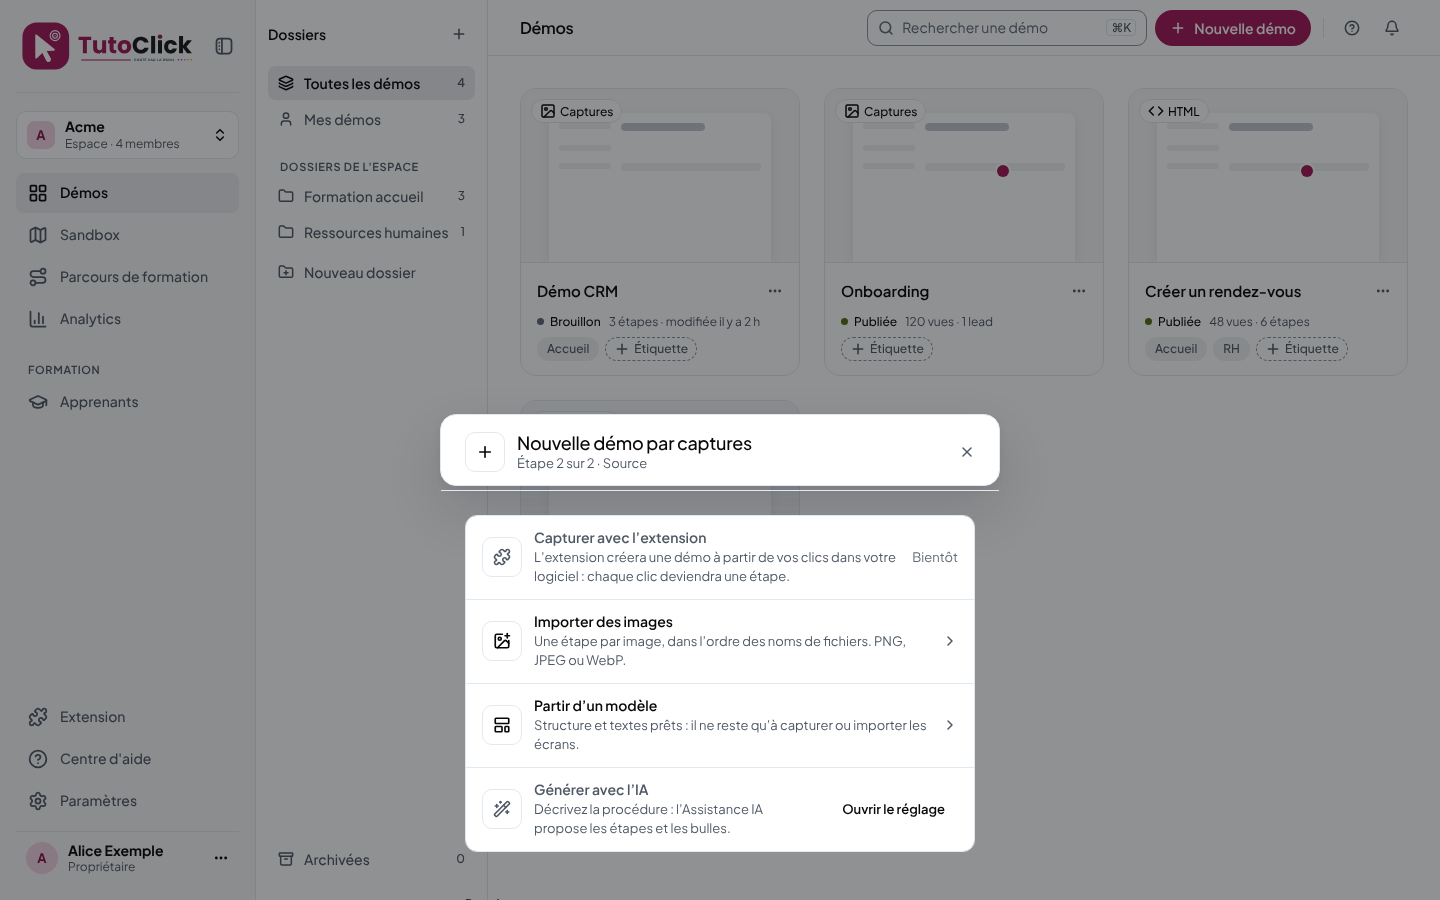 TutoClick
Acme
Espace · 4 membres
Démos
Sandbox
Parcours de formation
Analytics
FORMATION
Apprenants
Extension
Centre d'aide
Paramètres
Alice Exemple
Propriétaire
Dossiers
Toutes les démos 4
Mes démos 3
DOSSIERS DE L'ESPACE
Formation accueil 3
Ressources humaines 1
Nouveau dossier
Archivées 0
Démos
Rechercher une démo ⌘K
Nouvelle démo
Captures
Démo CRM
Brouillon 3 étapes · modifiée il y a 2 h
Accueil + Étiquette
Captures
Onboarding
Publiée 120 vues · 1 lead
+ Étiquette
HTML
Créer un rendez-vous
Publiée 48 vues · 6 étapes
Accueil RH + Étiquette
Nouvelle démo par captures
Étape 2 sur 2 · Source
Capturer avec l’extension
L’extension créera une démo à partir de vos clics dans votre
logiciel : chaque clic deviendra une étape.
Bientôt
Importer des images
Une étape par image, dans l’ordre des noms de fichiers. PNG,
JPEG ou WebP.
Partir d’un modèle
Structure et textes prêts : il ne reste qu’à capturer ou importer les
écrans.
Générer avec l’IA
Décrivez la procédure : l’Assistance IA
propose les étapes et les bulles.
Ouvrir le réglage
A
A